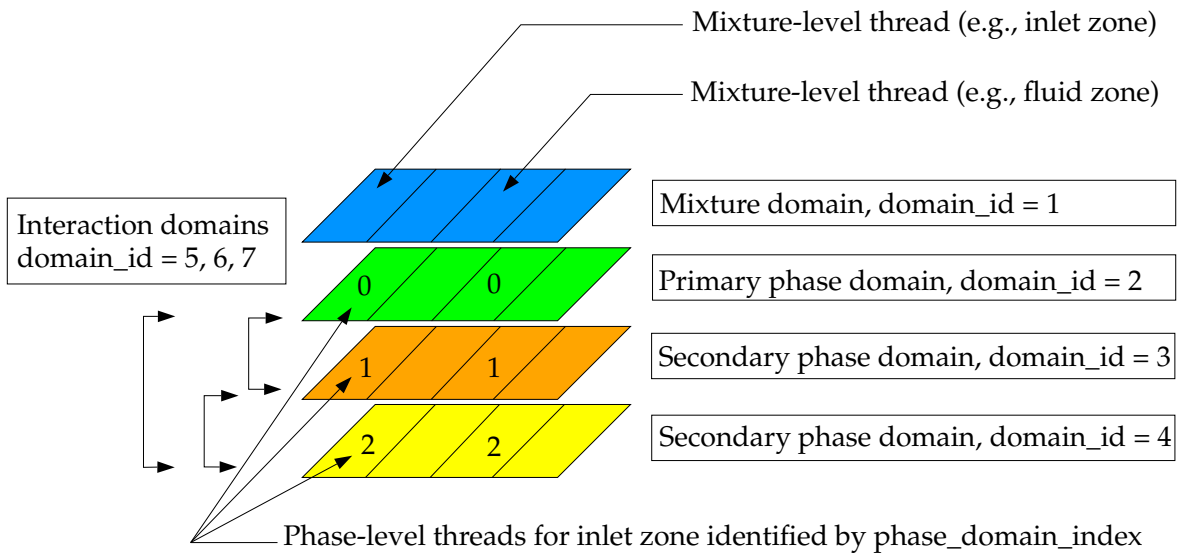 Mixture-level thread (e.g., inlet zone)
Mixture-level thread (e.g., fluid zone)
Interaction domains
domain_id = 5, 6, 7
Mixture domain, domain_id = 1
0 0
Primary phase domain, domain_id = 2
1 1
Secondary phase domain, domain_id = 3
2 2
Secondary phase domain, domain_id = 4
Phase-level threads for inlet zone identified by phase_domain_index